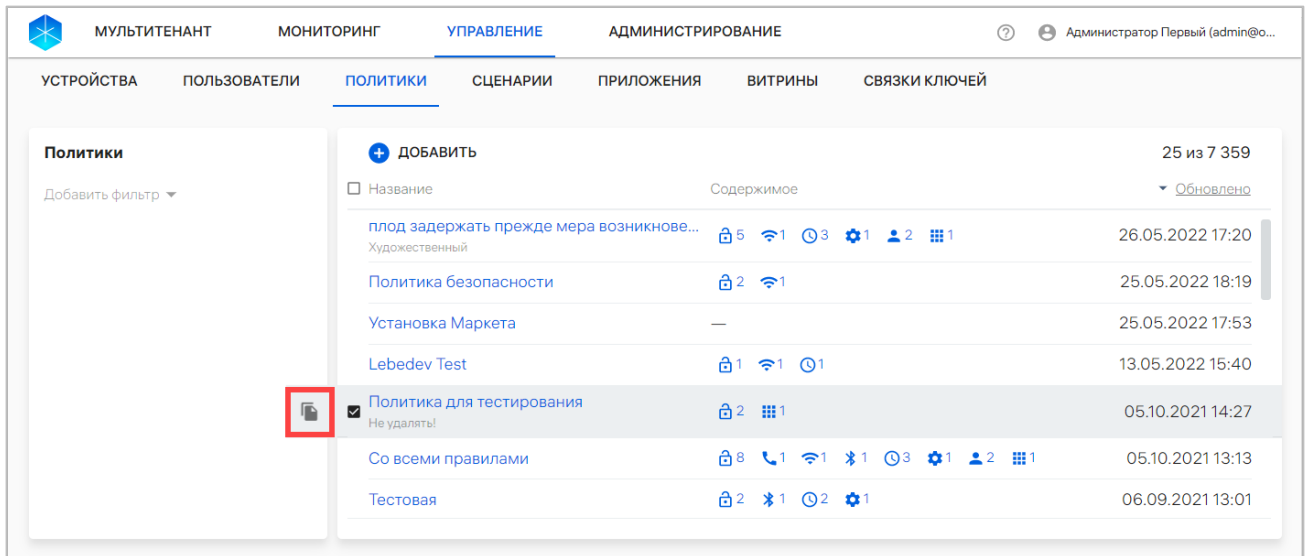 МУЛЬТИТЕНАНТ МОНИТОРИНГ УПРАВЛЕНИЕ АДМИНИСТРИРОВАНИЕ ? Администратор Первый (admin@o...
УСТРОЙСТВА ПОЛЬЗОВАТЕЛИ ПОЛИТИКИ СЦЕНАРИИ ПРИЛОЖЕНИЯ ВИТРИНЫ СВЯЗКИ КЛЮЧЕЙ
Политики
Добавить фильтр
ДОБАВИТЬ 25 из 7 359
Название Содержимое Обновлено
плод задержать прежде мера возникнове... 5 1 3 1 2 1 26.05.2022 17:20
Художественный
Политика безопасности 2 1 25.05.2022 18:19
Установка Маркета — 25.05.2022 17:53
Lebedev Test 1 1 1 13.05.2022 15:40
Политика для тестирования 2 1 05.10.2021 14:27
Не удалять!
Со всеми правилами 8 1 1 1 3 1 2 1 05.10.2021 13:13
Тестовая 2 1 2 1 06.09.2021 13:01